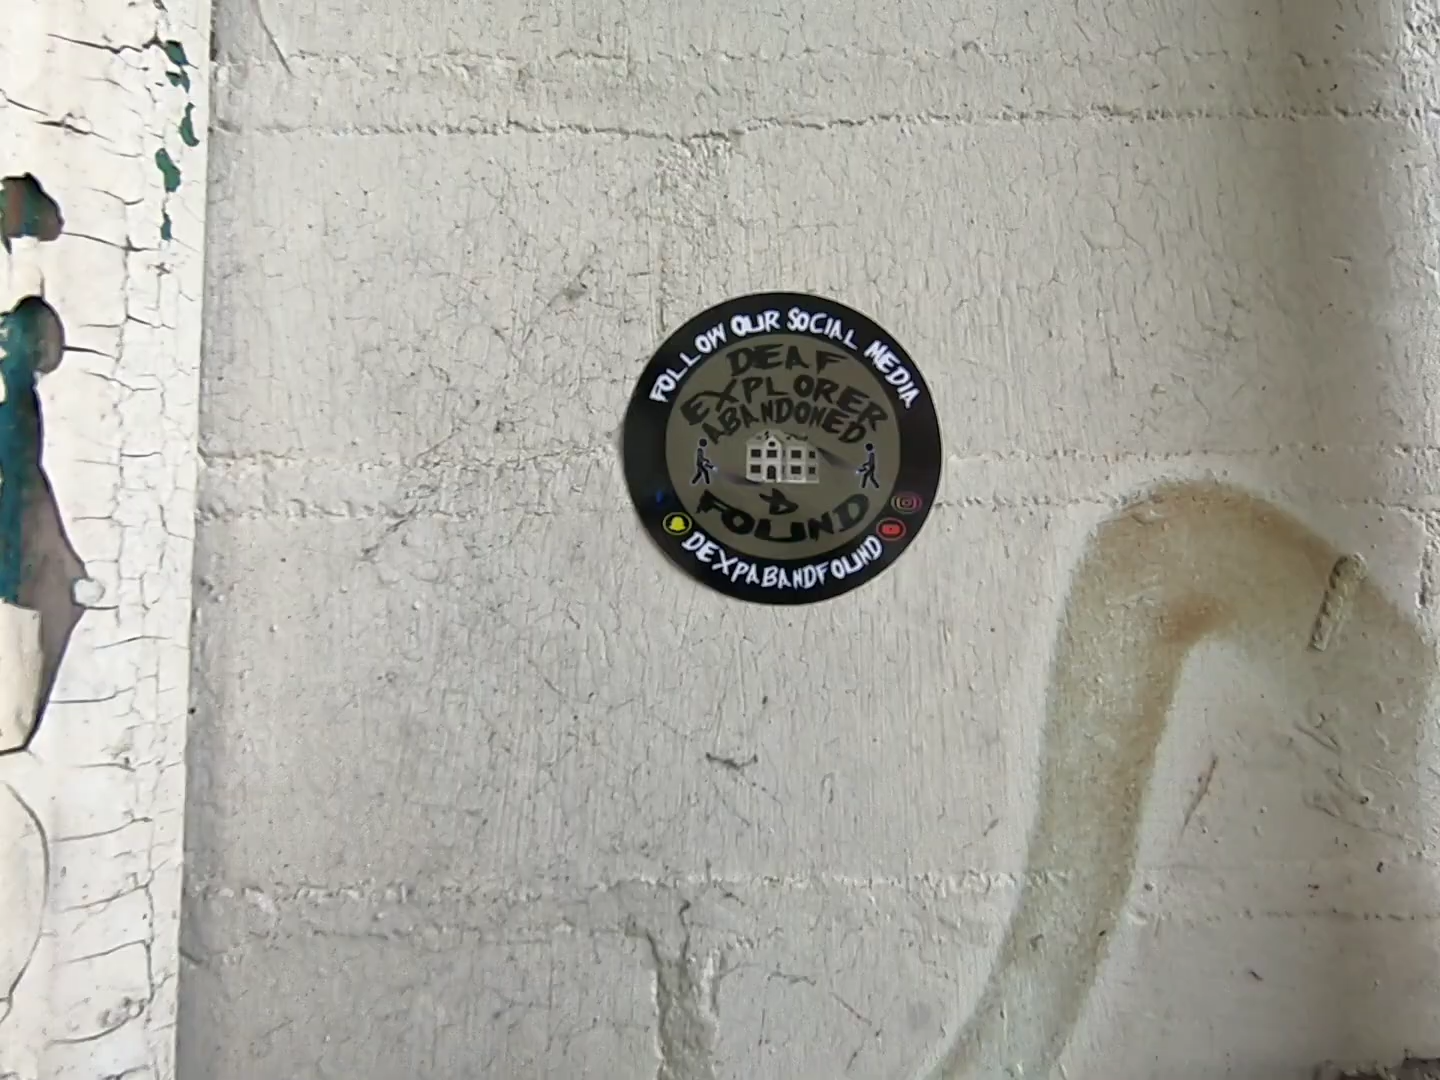 FOLLOW OUR SOCIAL MEDIA
DEAF
EXPLORER
ABANDONED
&
FOUND
DEXPABANDFOUND